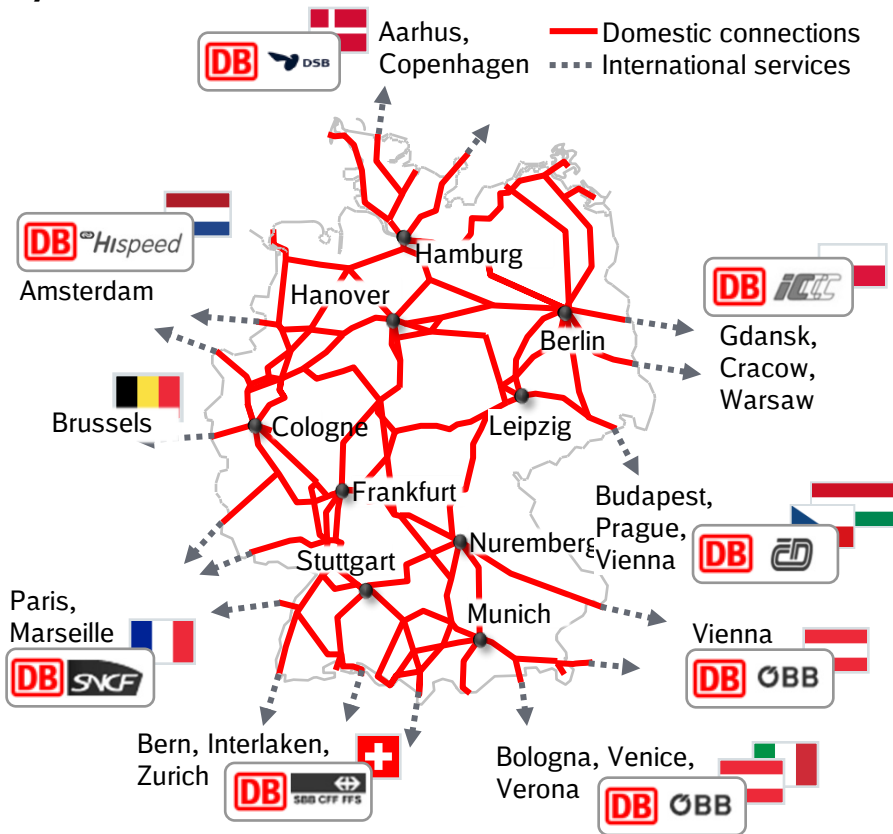 Aarhus,
Copenhagen
DB DSB
Domestic connections
International services
DB Hispeed
Amsterdam
Hamburg
Hanover
Berlin
DB
Gdansk,
Cracow,
Warsaw
Brussels
Cologne
Leipzig
Frankfurt
Budapest,
Prague,
Vienna
DB ČD
Stuttgart
Nuremberg
Paris,
Marseille
DB SNCF
Munich
Vienna
DB ÖBB
Bern, Interlaken,
Zurich
DB SBB CFF FFS
Bologna, Venice,
Verona
DB ÖBB